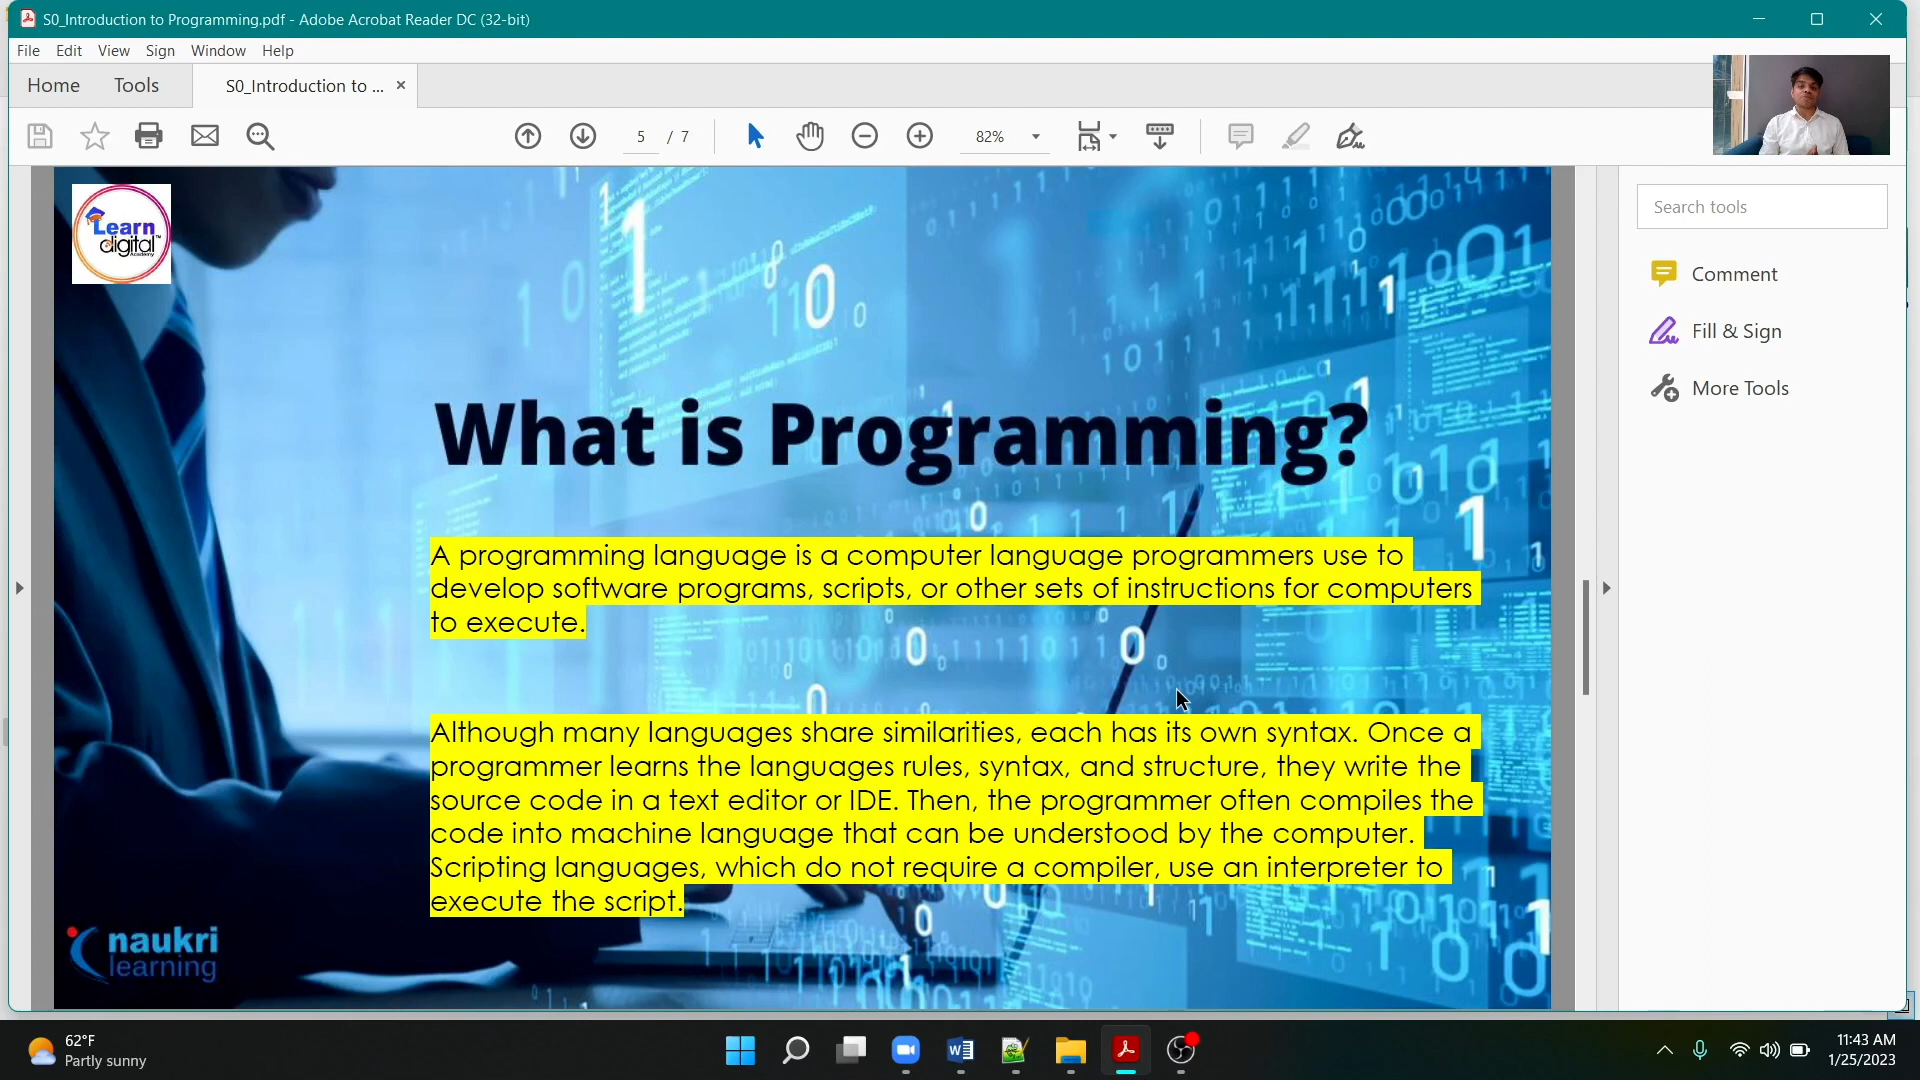 S0_Introduction to Programming.pdf - Adobe Acrobat Reader DC (32-bit)
File Edit View Sign Window Help
Home Tools S0_Introduction to ... ×
5 / 7 82%
Search tools
Comment
Fill & Sign
More Tools
Learn
digital™
Academy
What is Programming?
A programming language is a computer language programmers use to
develop software programs, scripts, or other sets of instructions for computers
to execute.
Although many languages share similarities, each has its own syntax. Once a
programmer learns the languages rules, syntax, and structure, they write the
source code in a text editor or IDE. Then, the programmer often compiles the
code into machine language that can be understood by the computer.
Scripting languages, which do not require a compiler, use an interpreter to
execute the script.
naukri
learning
62°F
Partly sunny
11:43 AM
1/25/2023